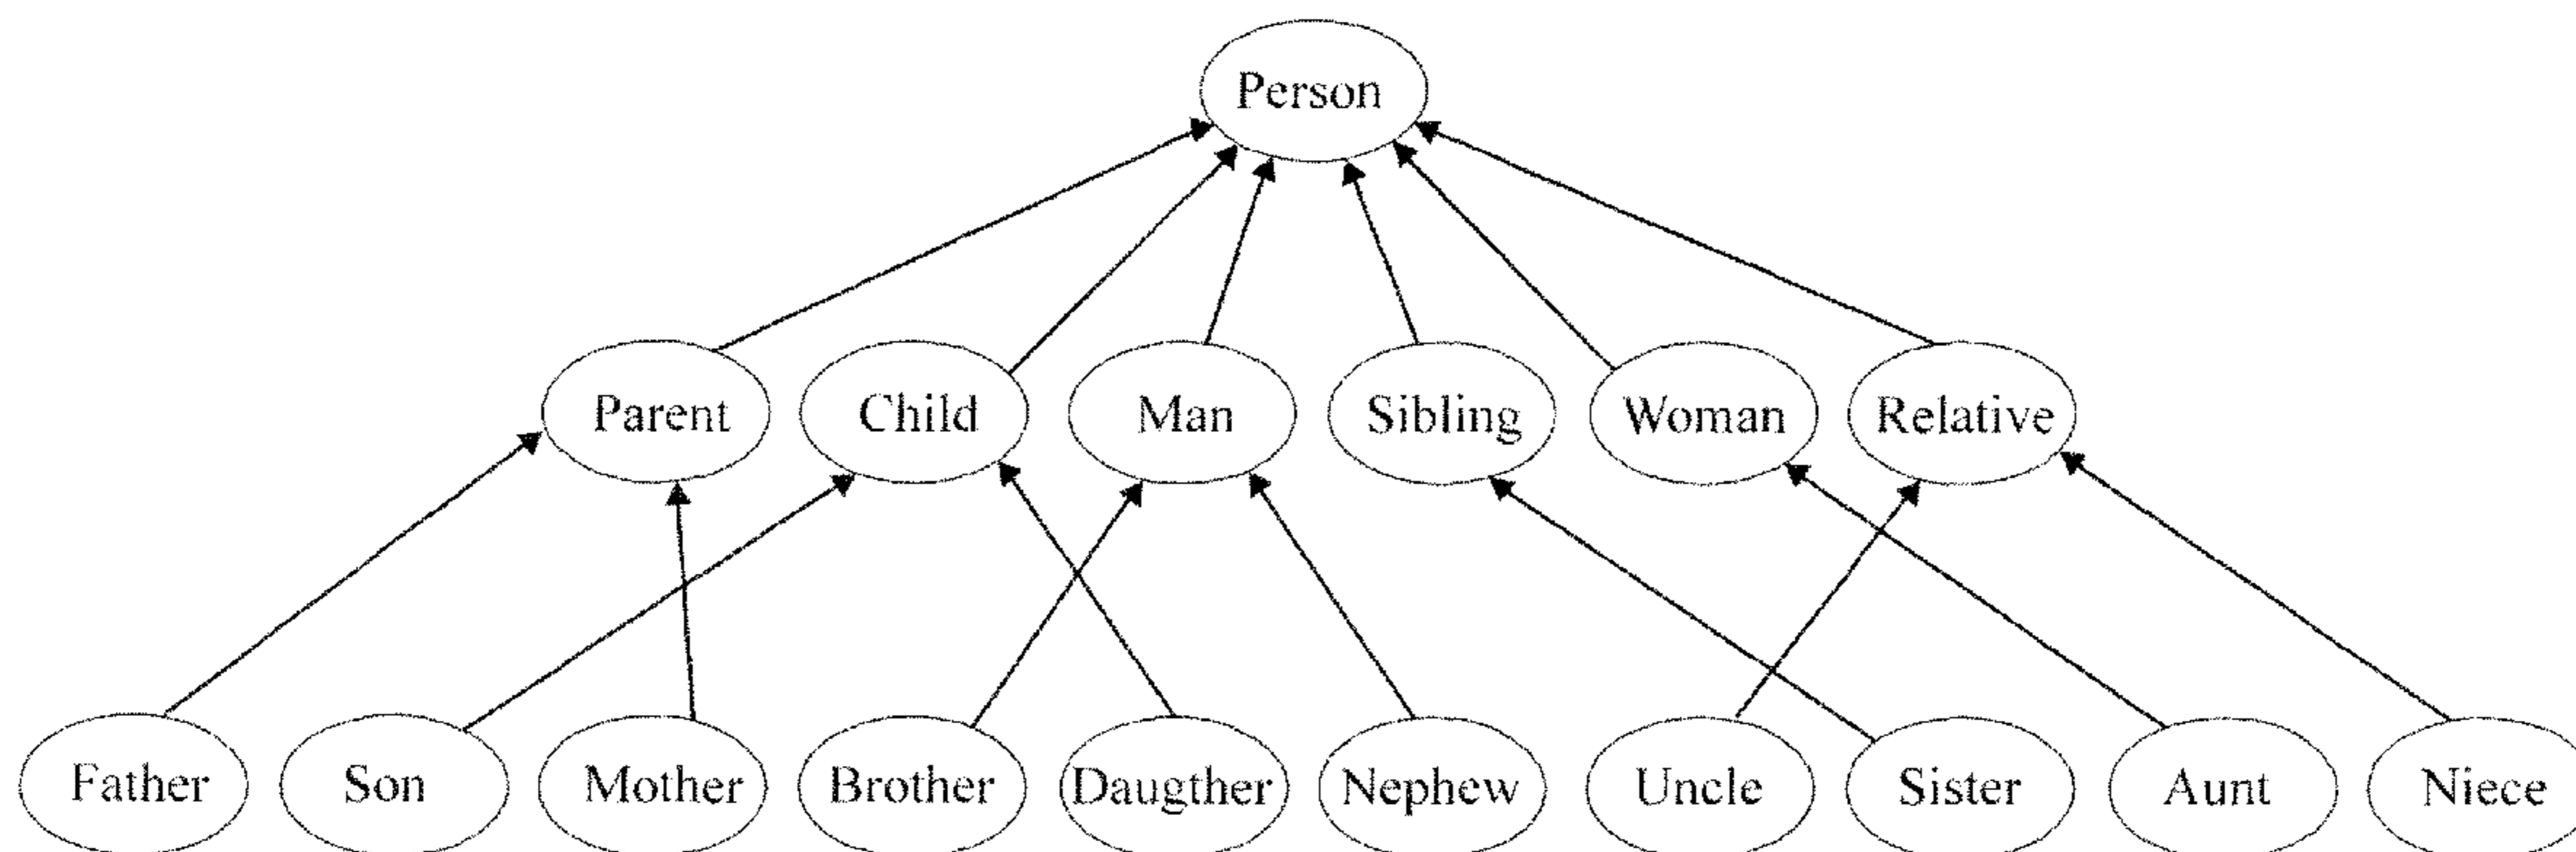 Person
Parent Child Man Sibling Woman Relative
Father Son Mother Brother Daugther Nephew Uncle Sister Aunt Niece